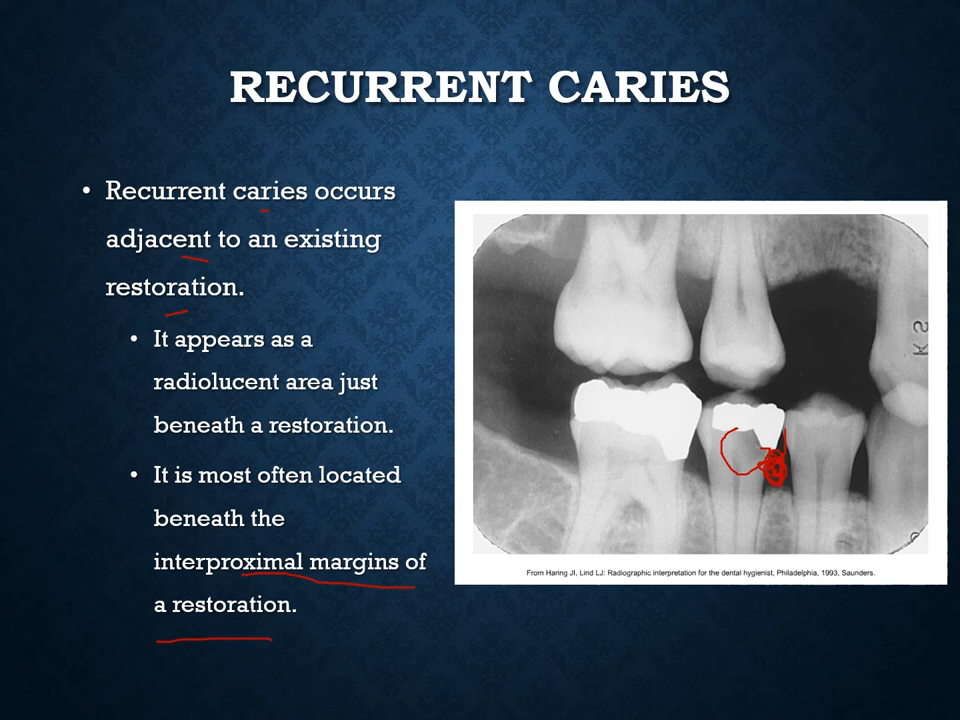 RECURRENT CARIES
• Recurrent caries occurs
adjacent to an existing
restoration.
• It appears as a
radiolucent area just
beneath a restoration.
• It is most often located
beneath the
interproximal margins of
a restoration.
From Haring JI, Lind LJ: Radiographic interpretation for the dental hygienist, Philadelphia, 1993, Saunders.